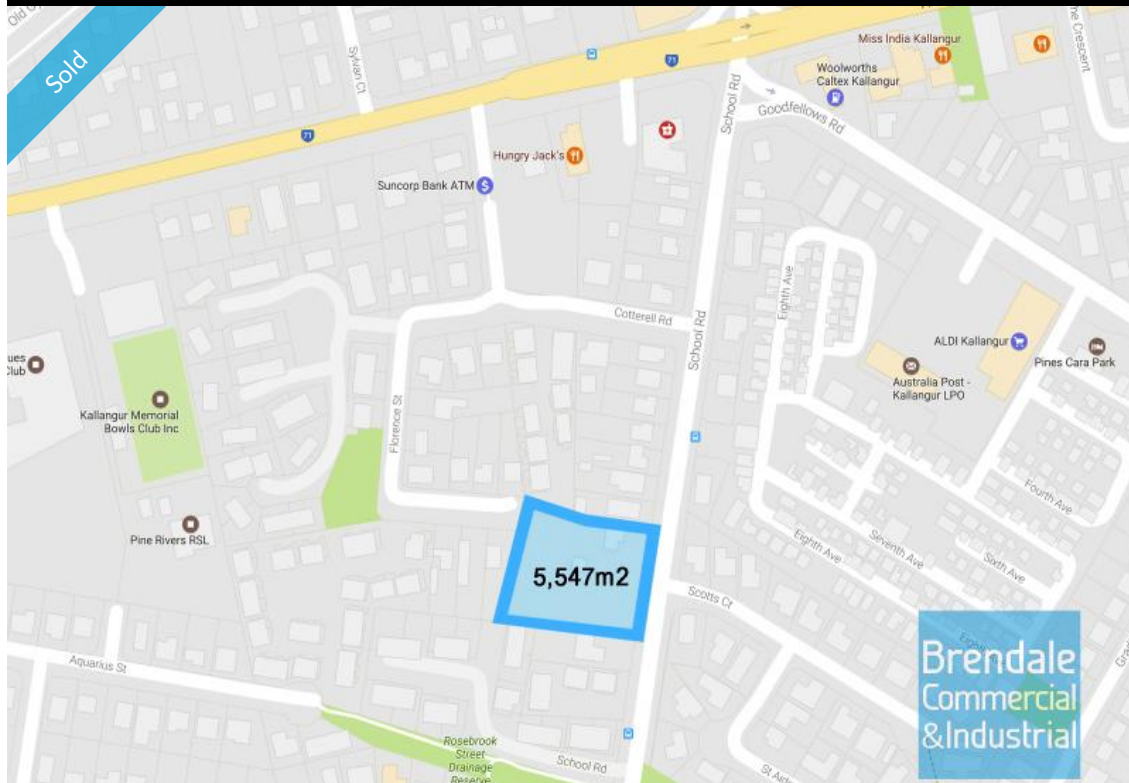 Sold
Sylvan Ct
71
71
Miss India Kallangur
Woolworths
Caltex Kallangur
School Rd
Goodfellows Rd
Hungry Jack's
Suncorp Bank ATM
$
Cotterell Rd
School Rd
Eighth Ave
ALDI Kallangur
Pines Cara Park
Australia Post -
Kallangur LPO
Kallangur Memorial
Bowls Club Inc
Florence St
Pine Rivers RSL
5,547m2
Fourth Ave
Eighth Ave
Seventh Ave
Sixth Ave
Scotts Ct
Aquarius St
Rosebrook
Street
Drainage
Reserve
School Rd
Brendale
Commercial
&Industrial